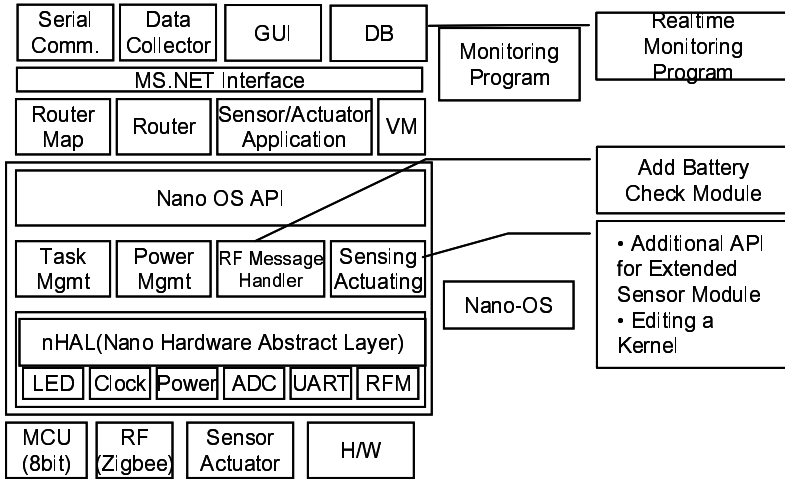 Serial
Comm.
Data
Collector
GUI
DB
Monitoring
Program
Realtime
Monitoring
Program
MS.NET Interface
Router
Map
Router
Sensor/Actuator
Application
VM
Nano OS API
Add Battery
Check Module
Task
Mgmt
Power
Mgmt
RF Message
Handler
Sensing
Actuating
• Additional API
for Extended
Sensor Module
• Editing a
Kernel
Nano-OS
nHAL(Nano Hardware Abstract Layer)
LED
Clock
Power
ADC
UART
RFM
MCU
(8bit)
RF
(Zigbee)
Sensor
Actuator
H/W